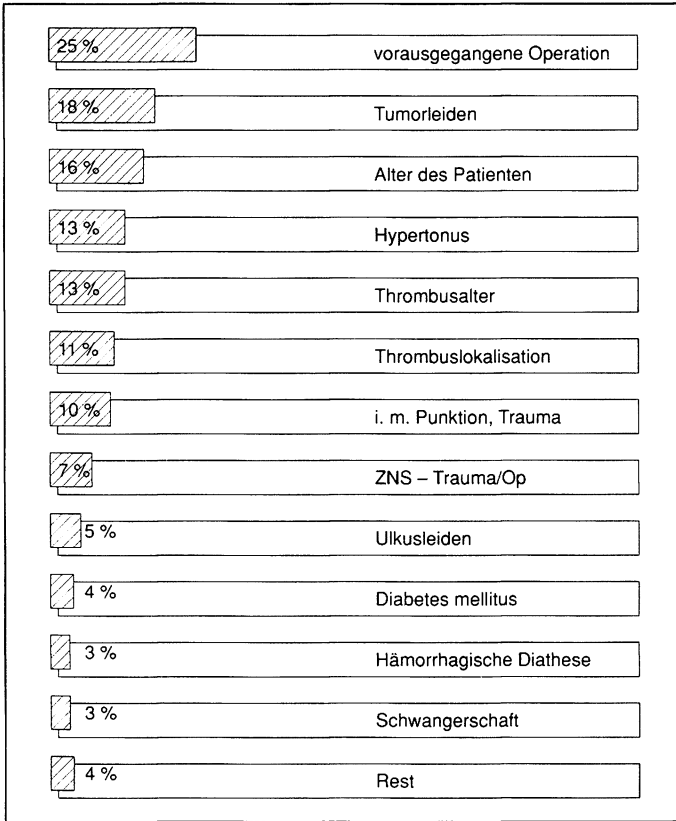 25 % vorausgegangene Operation
18 % Tumorleiden
16 % Alter des Patienten
13 % Hypertonus
13 % Thrombusalter
11 % Thrombuslokalisation
10 % i. m. Punktion, Trauma
7 % ZNS – Trauma/Op
5 % Ulkusleiden
4 % Diabetes mellitus
3 % Hämorrhagische Diathese
3 % Schwangerschaft
4 % Rest